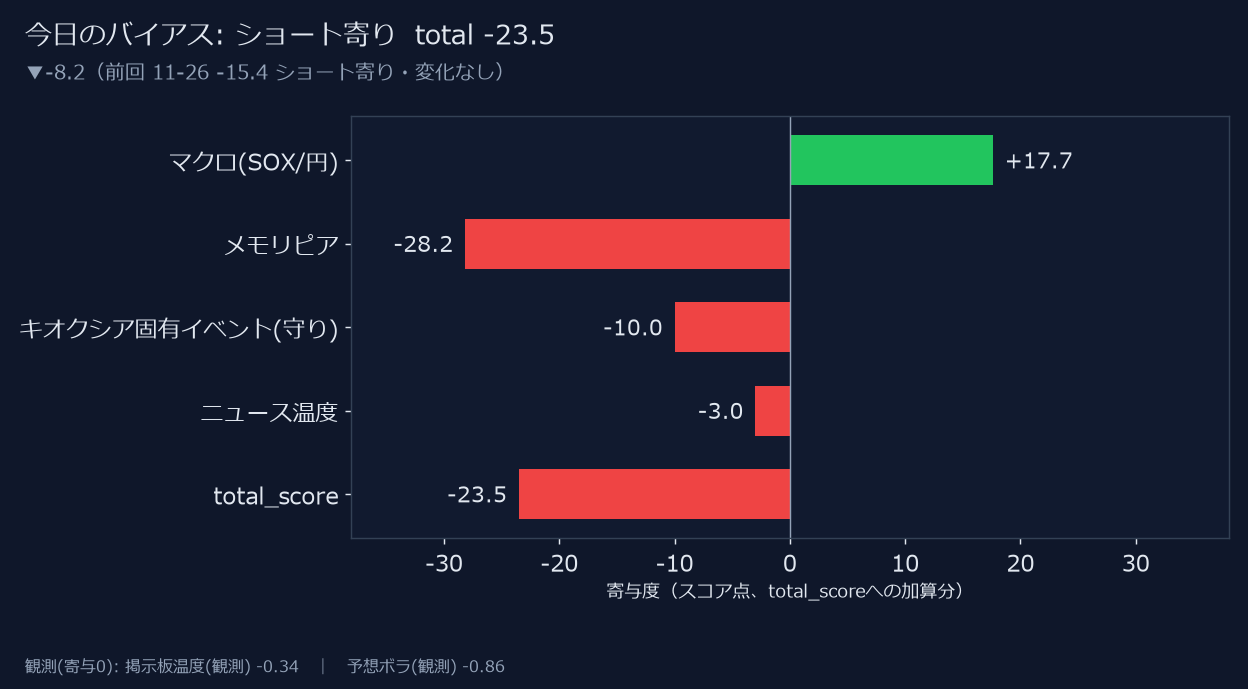 今日のバイアス: ショート寄り total -23.5
▼-8.2（前回 11-26 -15.4 ショート寄り・変化なし）
マクロ(SOX/円)
+17.7
メモリピア
-28.2
キオクシア固有イベント(守り)
-10.0
ニュース温度
-3.0
total_score
-23.5
-30 -20 -10 0 10 20 30
寄与度（スコア点、total_scoreへの加算分）
観測(寄与0): 掲示板温度(観測) -0.34 ｜ 予想ボラ(観測) -0.86